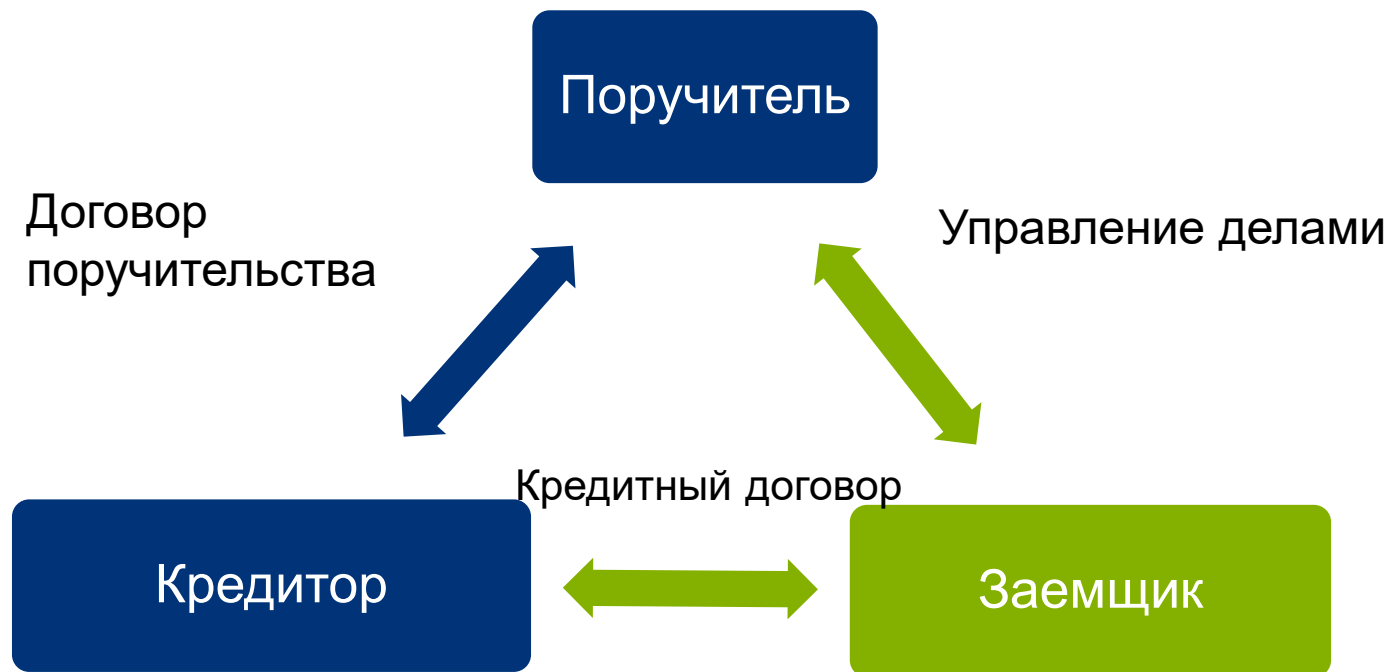 Поручитель
Договор
поручительства
Управление делами
Кредитный договор
Кредитор
Заемщик